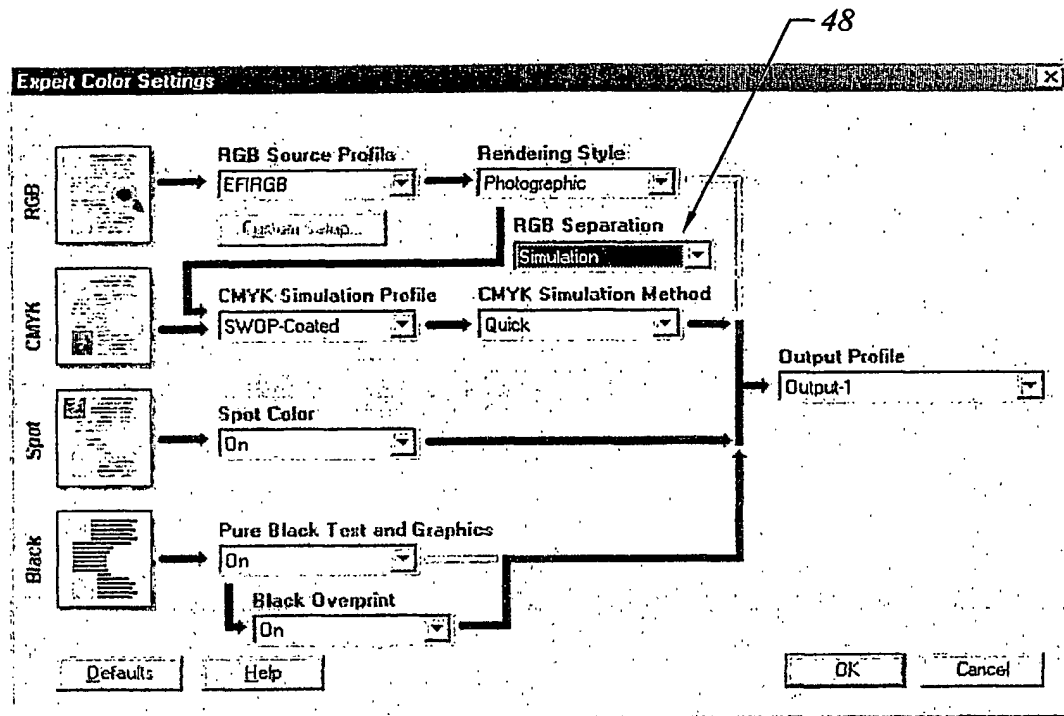 48
Expert Color Settings
RGB
RGB Source Profile
EFIRGB
Rendering Style
Photographic
Custom Setup...
RGB Separation
Simulation
CMYK
CMYK Simulation Profile
SWOP-Coated
CMYK Simulation Method
Quick
Output Profile
Output-1
Spot
Spot Color
On
Black
Pure Black Text and Graphics
On
Black Overprint
On
Defaults
Help
OK
Cancel